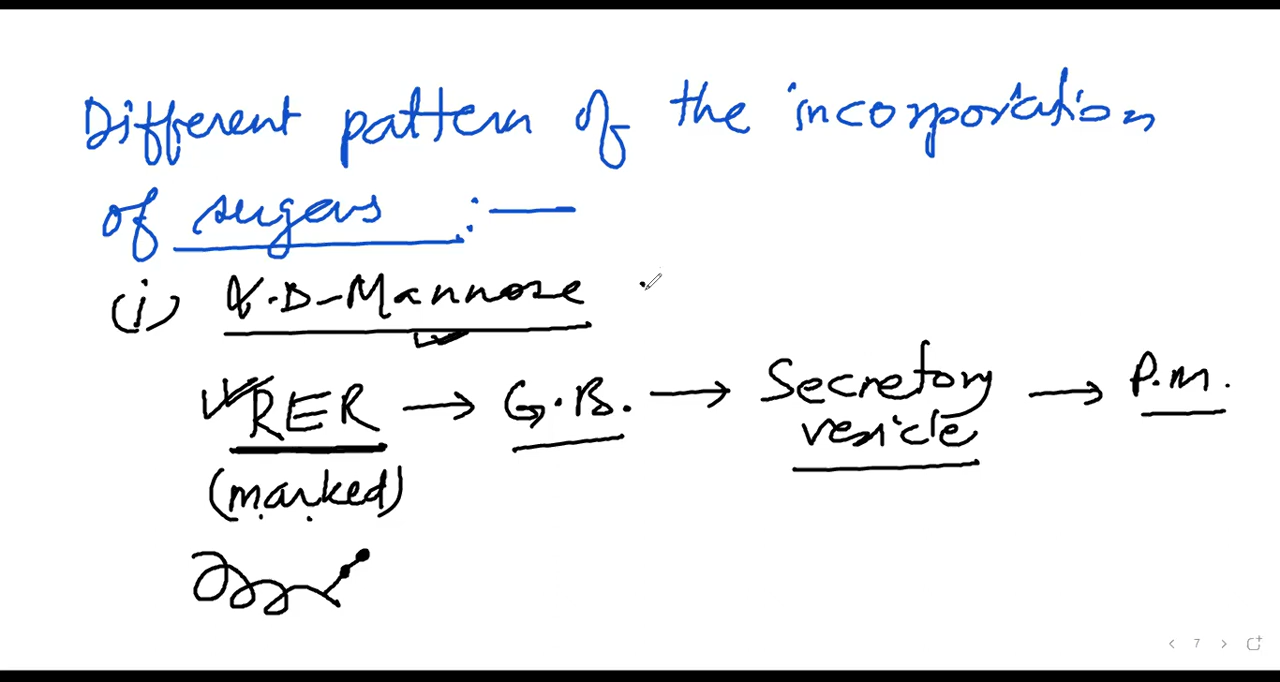 Different pattern of the incorporation
of sugars :—
(i) α.D-Mannose
RER → G.B. → Secretory vesicle → P.M.
(marked)
< 7 >